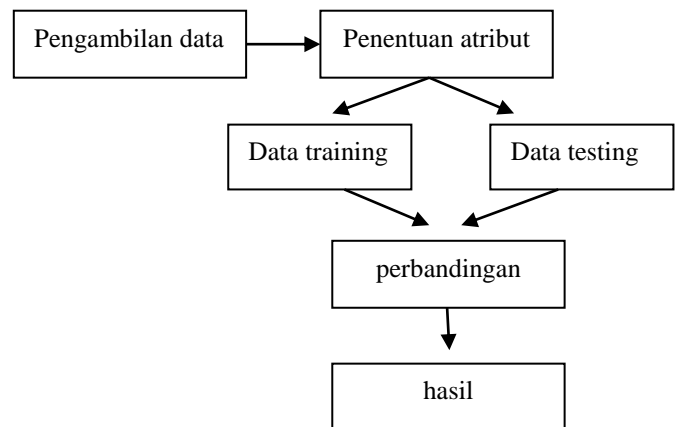 Pengambilan data
Penentuan atribut
Data training
Data testing
perbandingan
hasil